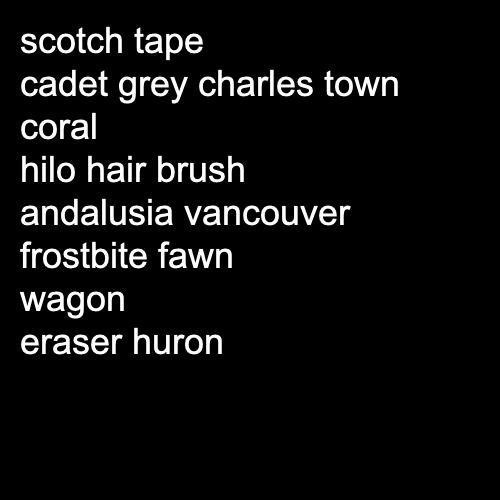 scotch tape
cadet grey charles town
coral
hilo hair brush
andalusia vancouver
frostbite fawn
wagon
eraser huron